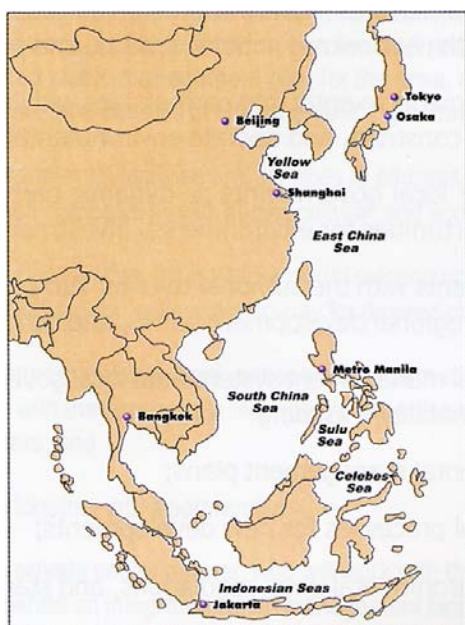 Tokyo
Osaka
Beijing
Yellow
Sea
Shanghai
East China
Sea
Metro Manila
South China
Sea
Sulu
Sea
Bangkok
Celebes
Sea
Indonesian Seas
Jakarta